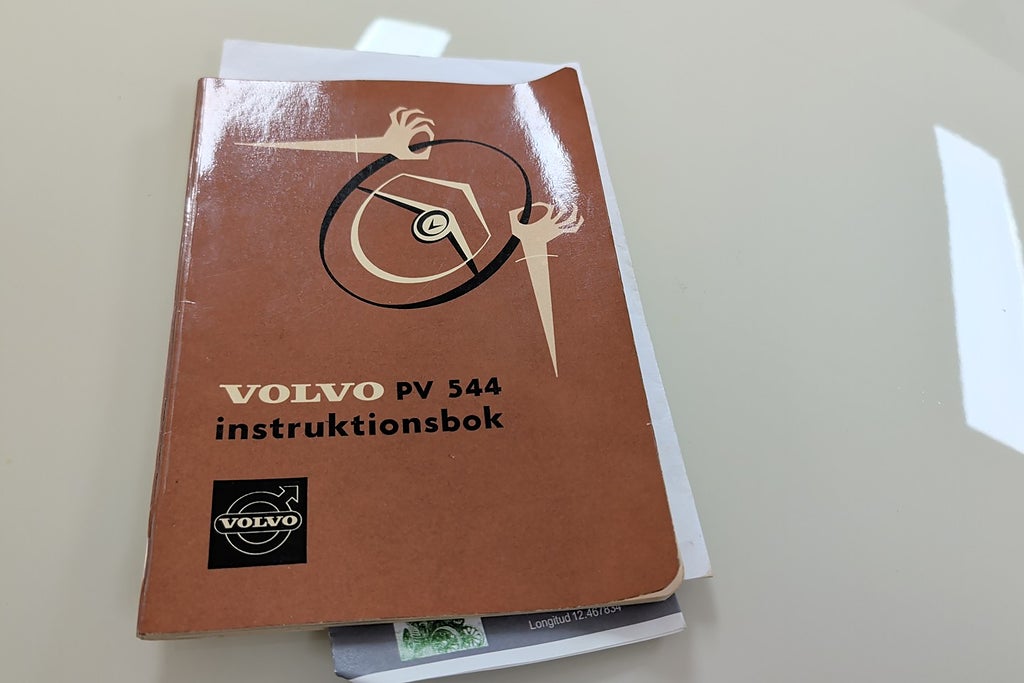 VOLVO PV 544
instruktionsbok
VOLVO
Longitud 12.467834